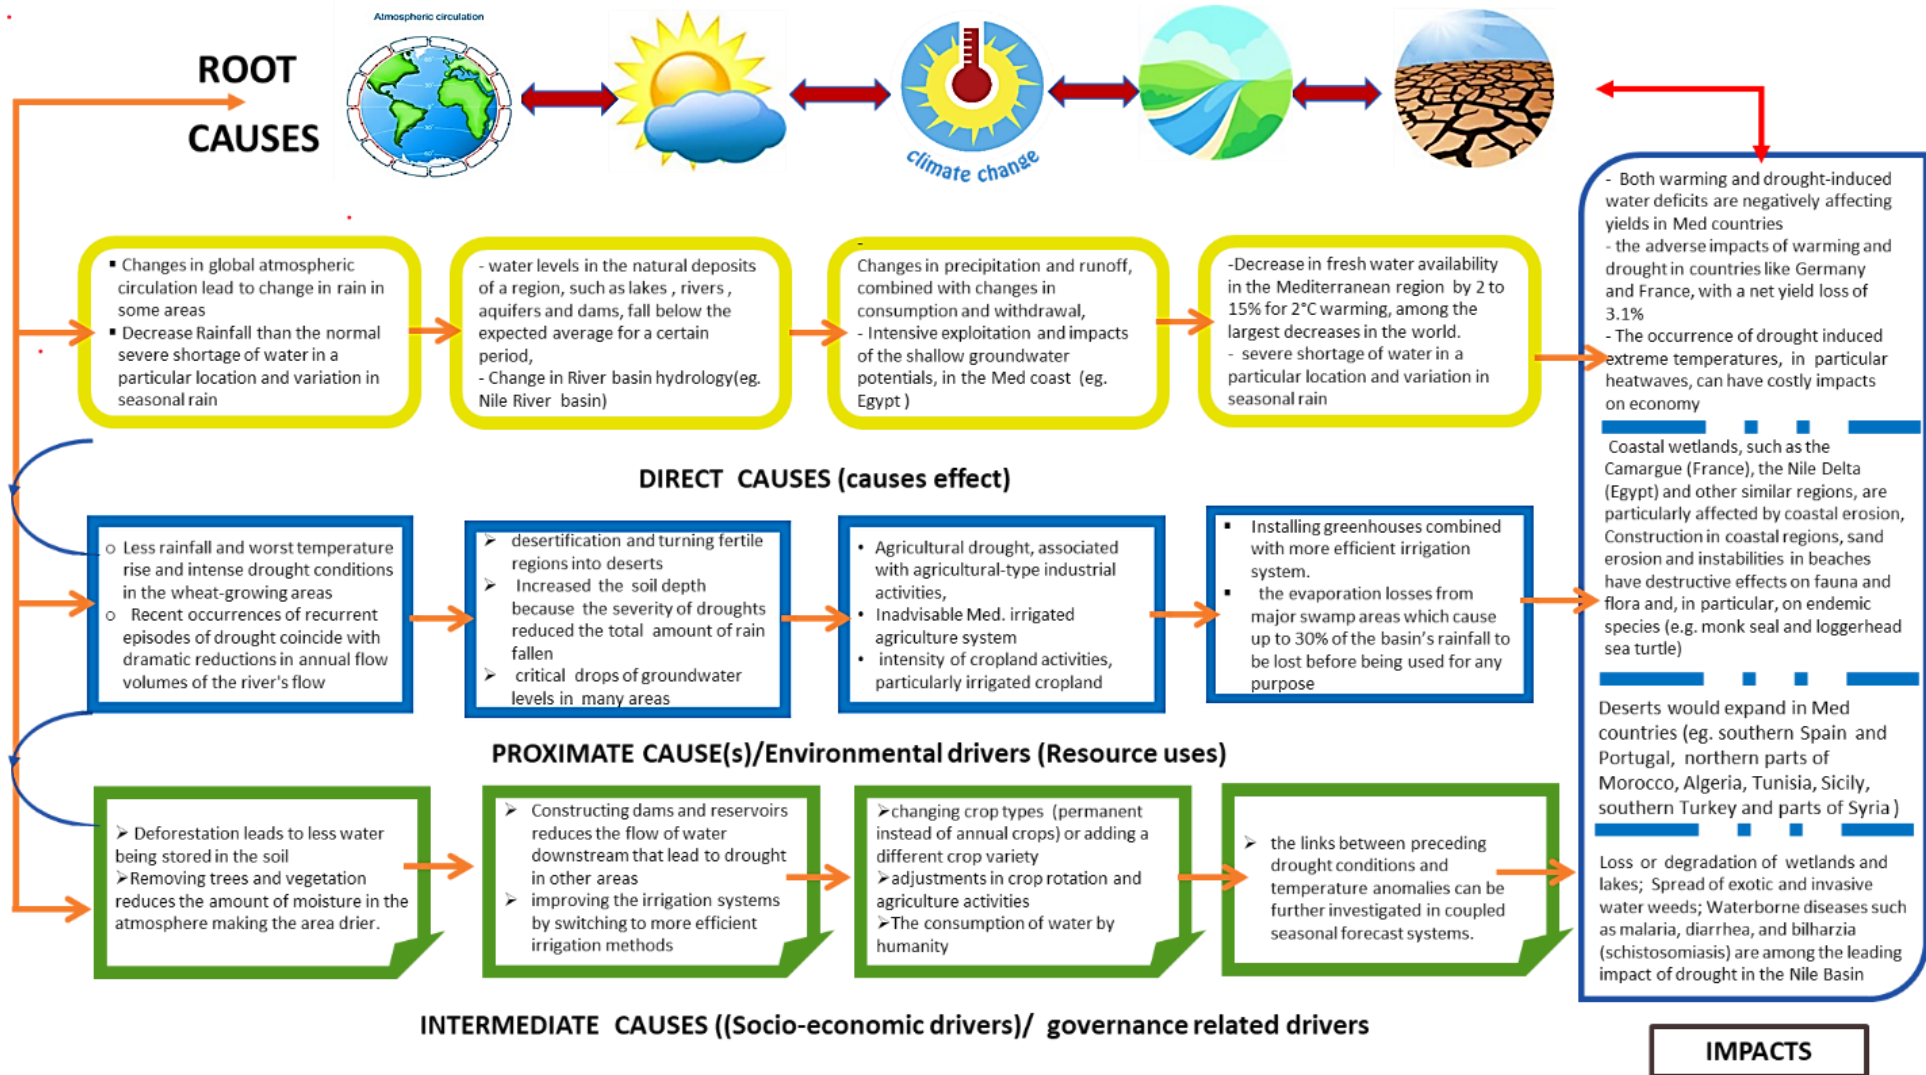 Atmospheric circulation
ROOT
CAUSES
climate change
▪ Changes in global atmospheric
circulation lead to change in rain in
some areas
▪ Decrease Rainfall than the normal
severe shortage of water in a
particular location and variation in
seasonal rain
- water levels in the natural deposits
of a region, such as lakes , rivers ,
aquifers and dams, fall below the
expected average for a certain
period,
- Change in River basin hydrology(eg.
Nile River basin)
-
Changes in precipitation and runoff,
combined with changes in
consumption and withdrawal,
- Intensive exploitation and impacts
of the shallow groundwater
potentials, in the Med coast (eg.
Egypt )
-Decrease in fresh water availability
in the Mediterranean region by 2 to
15% for 2°C warming, among the
largest decreases in the world.
- severe shortage of water in a
particular location and variation in
seasonal rain
DIRECT CAUSES (causes effect)
o Less rainfall and worst temperature
rise and intense drought conditions
in the wheat-growing areas
o Recent occurrences of recurrent
episodes of drought coincide with
dramatic reductions in annual flow
volumes of the river's flow
➢ desertification and turning fertile
regions into deserts
➢ Increased the soil depth
because the severity of droughts
reduced the total amount of rain
fallen
➢ critical drops of groundwater
levels in many areas
• Agricultural drought, associated
with agricultural-type industrial
activities,
• Inadvisable Med. irrigated
agriculture system
• intensity of cropland activities,
particularly irrigated cropland
▪ Installing greenhouses combined
with more efficient irrigation
system.
▪ the evaporation losses from
major swamp areas which cause
up to 30% of the basin's rainfall to
be lost before being used for any
purpose
PROXIMATE CAUSE(s)/Environmental drivers (Resource uses)
➢ Deforestation leads to less water
being stored in the soil
➢Removing trees and vegetation
reduces the amount of moisture in the
atmosphere making the area drier.
➢ Constructing dams and reservoirs
reduces the flow of water
downstream that lead to drought
in other areas
➢ improving the irrigation systems
by switching to more efficient
irrigation methods
➢changing crop types (permanent
instead of annual crops) or adding a
different crop variety
➢adjustments in crop rotation and
agriculture activities
➢The consumption of water by
humanity
➢ the links between preceding
drought conditions and
temperature anomalies can be
further investigated in coupled
seasonal forecast systems.
INTERMEDIATE CAUSES ((Socio-economic drivers)/ governance related drivers
- Both warming and drought-induced
water deficits are negatively affecting
yields in Med countries
- the adverse impacts of warming and
drought in countries like Germany
and France, with a net yield loss of
3.1%
- The occurrence of drought induced
extreme temperatures, in particular
heatwaves, can have costly impacts
on economy
Coastal wetlands, such as the
Camargue (France), the Nile Delta
(Egypt) and other similar regions, are
particularly affected by coastal erosion,
Construction in coastal regions, sand
erosion and instabilities in beaches
have destructive effects on fauna and
flora and, in particular, on endemic
species (e.g. monk seal and loggerhead
sea turtle)
Deserts would expand in Med
countries (eg. southern Spain and
Portugal, northern parts of
Morocco, Algeria, Tunisia, Sicily,
southern Turkey and parts of Syria )
Loss or degradation of wetlands and
lakes; Spread of exotic and invasive
water weeds; Waterborne diseases such
as malaria, diarrhea, and bilharzia
(schistosomiasis) are among the leading
impact of drought in the Nile Basin
IMPACTS